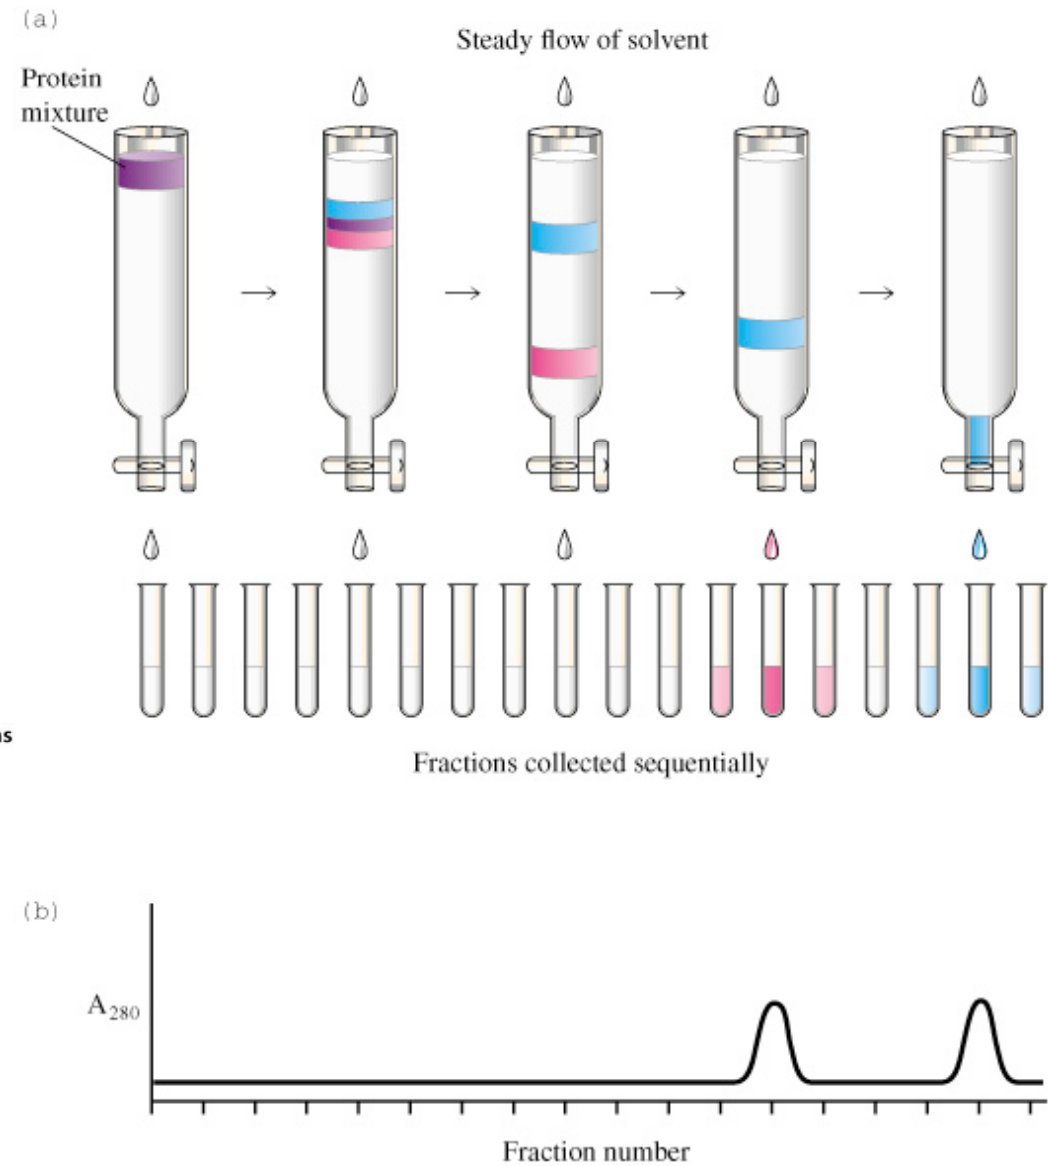 (a)
Steady flow of solvent
Protein
mixture
Fractions collected sequentially
(b)
A280
Fraction number